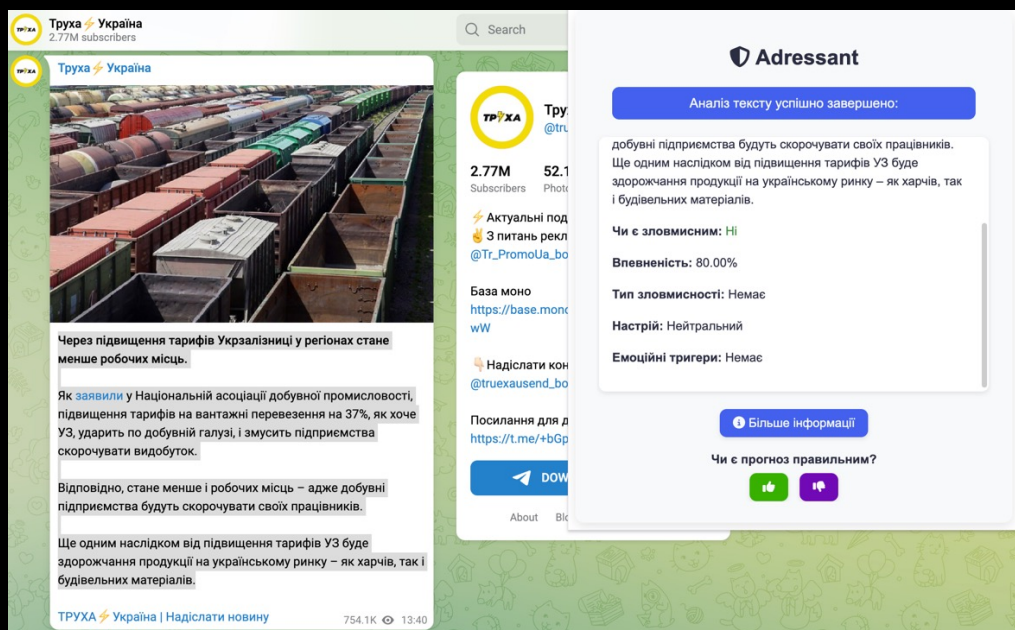 Труха⚡Україна
2.77M subscribers
Труха⚡Україна
Через підвищення тарифів Укрзалізниці у регіонах стане
менше робочих місць.
Як заявили у Національній асоціації добувної промисловості,
підвищення тарифів на вантажні перевезення на 37%, як хоче
УЗ, ударить по добувній галузі, і змусить підприємства
скорочувати видобуток.
Відповідно, стане менше і робочих місць – адже добувні
підприємства будуть скорочувати своїх працівників.
Ще одним наслідком від підвищення тарифів УЗ буде
здорожчання продукції на українському ринку – як харчів, так і
будівельних матеріалів.
ТРУХА⚡Україна | Надіслати новину
754.1K 13:40
Search
ТРУХА
Тру
@tru
2.77M 52.1
Subscribers Photo
⚡Актуальні под
✌З питань рекл
@Tr_PromoUa_bo
База моно
https://base.mono
wW
👇🏻Надіслати кон
@truexausend_bo
Посилання для д
https://t.me/+bGp
DOW
About Blo
Adressant
Аналіз тексту успішно завершено:
добувні підприємства будуть скорочувати своїх працівників.
Ще одним наслідком від підвищення тарифів УЗ буде
здорожчання продукції на українському ринку – як харчів, так
і будівельних матеріалів.
Чи є зловмисним: Ні
Впевненість: 80.00%
Тип зловмисності: Немає
Настрій: Нейтральний
Емоційні тригери: Немає
Більше інформації
Чи є прогноз правильним?